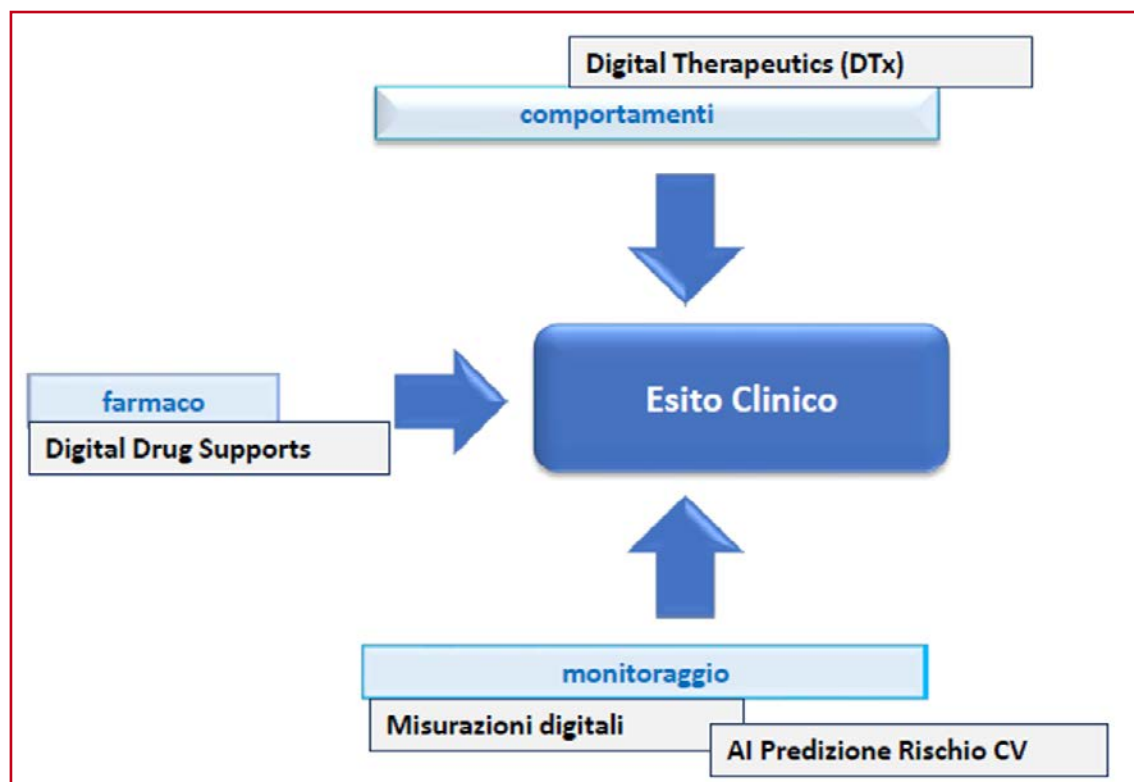 Digital Therapeutics (DTx)
comportamenti
farmaco
Digital Drug Supports
Esito Clinico
monitoraggio
Misurazioni digitali
AI Predizione Rischio CV